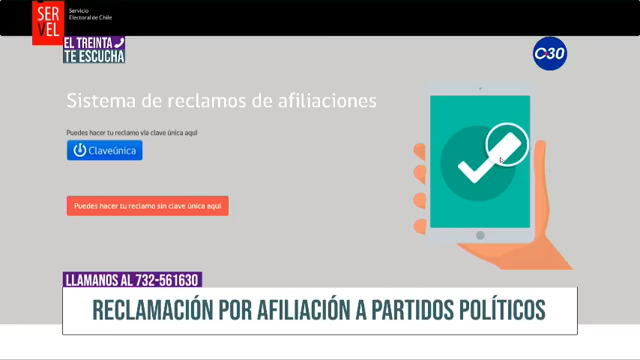 SER
VEL
Servicio
Electoral de Chile
EL TREINTA
TE ESCUCHA
C30
Sistema de reclamos de afiliaciones
Puedes hacer tu reclamo vía clave única aquí
Claveúnica
Puedes hacer tu reclamo sin clave única aquí
LLAMANOS AL 732-561630
RECLAMACIÓN POR AFILIACIÓN A PARTIDOS POLÍTICOS